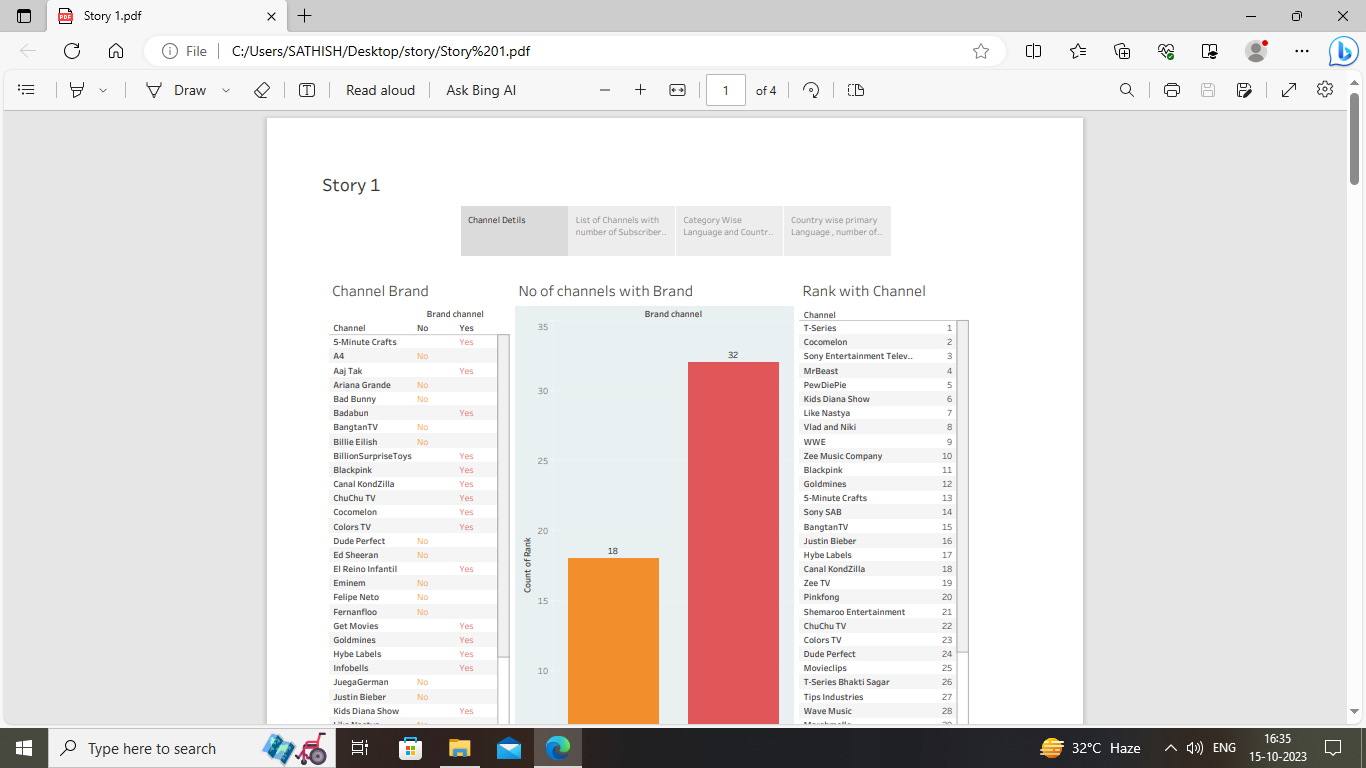 Story 1.pdf
File
C:/Users/SATHISH/Desktop/story/Story%201.pdf
Draw
Read aloud
Ask Bing AI
1
of 4
Story 1
Channel Detils
List of Channels with
number of Subscriber..
Category Wise
Language and Countr..
Country wise primary
Language , number of..
Channel Brand
Brand channel
Channel No Yes
5-Minute Crafts Yes
A4 No
Aaj Tak Yes
Ariana Grande No
Bad Bunny No
Badabun Yes
BangtanTV No
Billie Eilish No
BillionSurpriseToys Yes
Blackpink Yes
Canal KondZilla Yes
ChuChu TV Yes
Cocomelon Yes
Colors TV Yes
Dude Perfect No
Ed Sheeran No
El Reino Infantil Yes
Eminem No
Felipe Neto No
Fernanfloo No
Get Movies Yes
Goldmines Yes
Hybe Labels Yes
Infobells Yes
JuegaGerman No
Justin Bieber No
Kids Diana Show Yes
No of channels with Brand
Brand channel
35
30
25
20
15
10
Count of Rank
18
32
Rank with Channel
Channel
T-Series 1
Cocomelon 2
Sony Entertainment Telev.. 3
MrBeast 4
PewDiePie 5
Kids Diana Show 6
Like Nastya 7
Vlad and Niki 8
WWE 9
Zee Music Company 10
Blackpink 11
Goldmines 12
5-Minute Crafts 13
Sony SAB 14
BangtanTV 15
Justin Bieber 16
Hybe Labels 17
Canal KondZilla 18
Zee TV 19
Pinkfong 20
Shemaroo Entertainment 21
ChuChu TV 22
Colors TV 23
Dude Perfect 24
Movieclips 25
T-Series Bhakti Sagar 26
Tips Industries 27
Wave Music 28
Type here to search
32°C Haze
ENG
16:35
15-10-2023